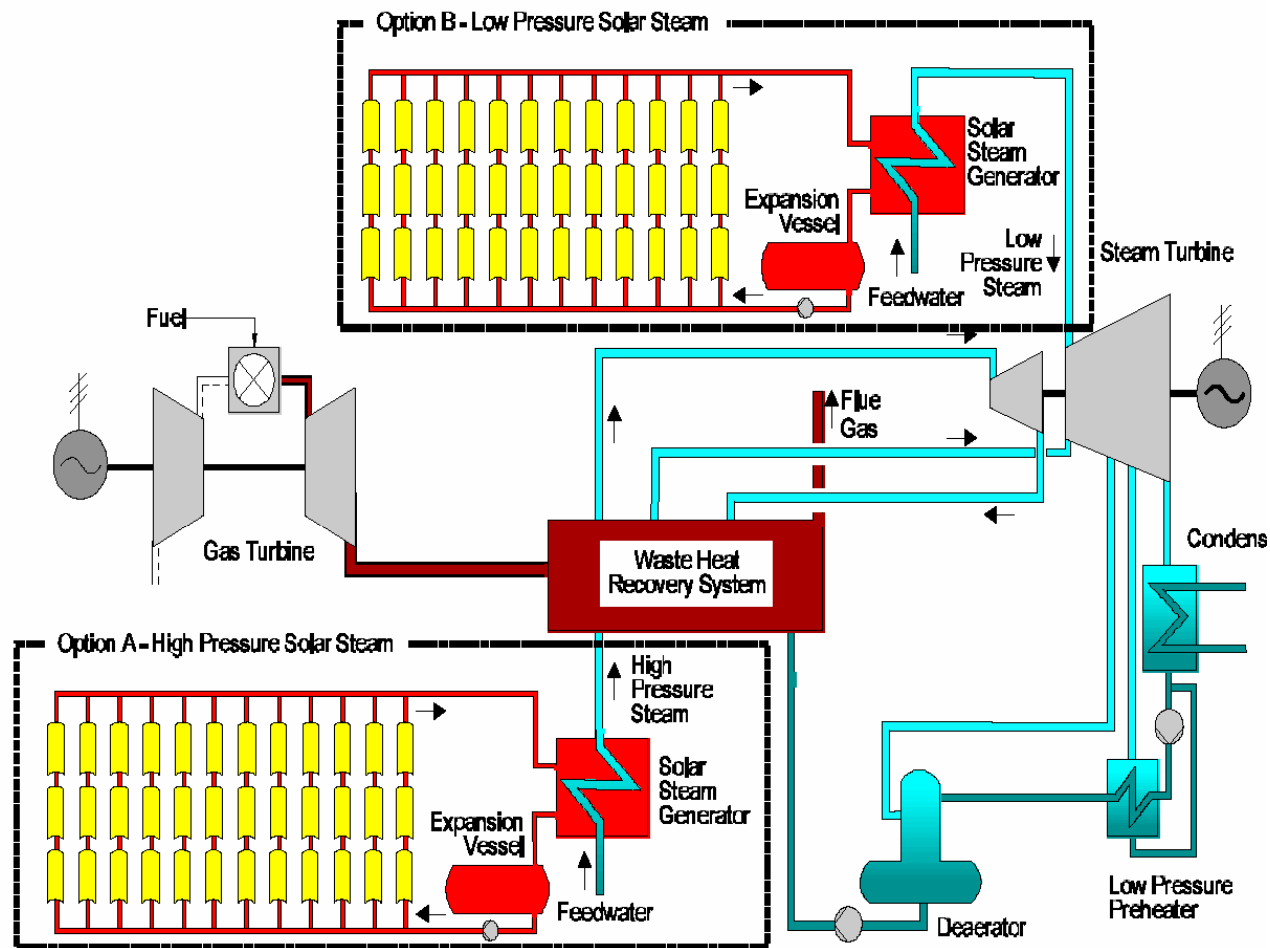 Option B - Low Pressure Solar Steam
Solar
Steam
Generator
Expansion
Vessel
Low
Pressure
Steam
Feedwater
Steam Turbine
Fuel
Flue
Gas
Gas Turbine
Waste Heat
Recovery System
Condens
Option A - High Pressure Solar Steam
High
Pressure
Steam
Solar
Steam
Generator
Expansion
Vessel
Feedwater
Deaerator
Low Pressure
Preheater